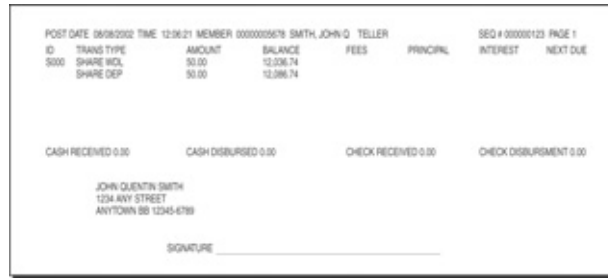 POST DATE 08/08/2002 TIME 12:06:21 MEMBER 0000005678 SMITH, JOHN Q TELLER SEQ # 000000123 PAGE 1
ID TRANS TYPE AMOUNT BALANCE FEES PRINCIPAL INTEREST NEXT DUE
S000 SHARE WDL 50.00 12,036.74
SHARE DEP 50.00 12,086.74
CASH RECEIVED 0.00 CASH DISBURSED 0.00 CHECK RECEIVED 0.00 CHECK DISBURSMENT 0.00
JOHN QUENTIN SMITH
1234 ANY STREET
ANYTOWN BB 12345-6789
SIGNATURE